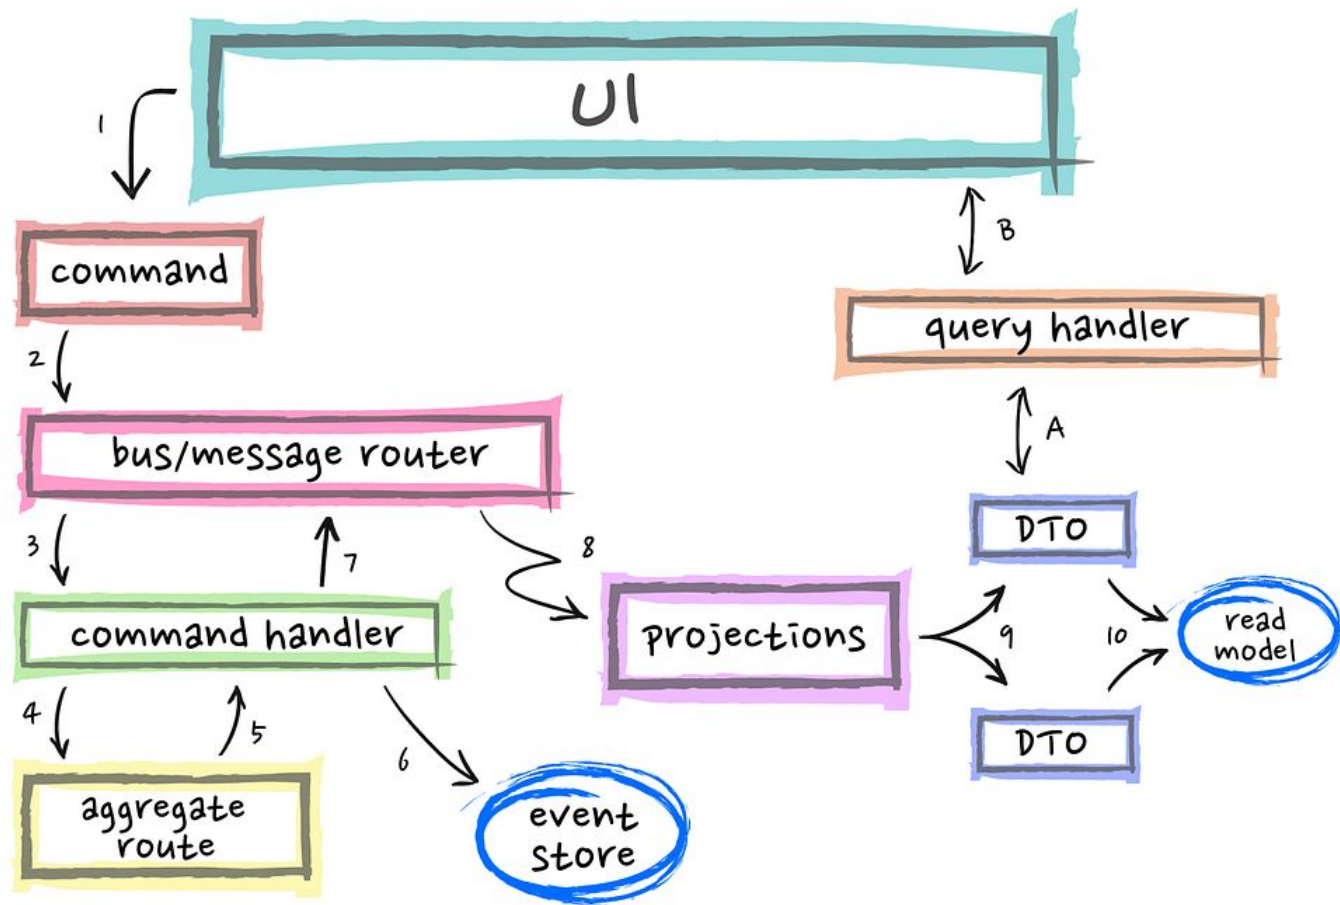 UI
1
command
B
query handler
2
A
bus/message router
DTO
3
7
8
command handler
projections
9
10
read
model
4
5
6
DTO
aggregate
route
event
store